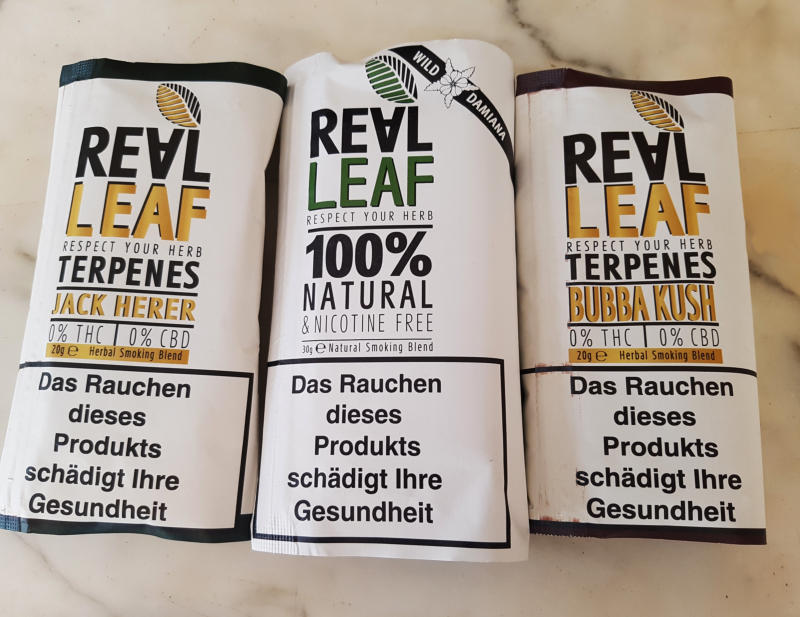 REAL
LEAF
RESPECT YOUR HERB
TERPENES
JACK HERER
0% THC | 0% CBD
20g ℮ Herbal Smoking Blend
Das Rauchen
dieses
Produkts
schädigt Ihre
Gesundheit
WILD
DAMIANA
REAL
LEAF
RESPECT YOUR HERB
100%
NATURAL
& NICOTINE FREE
30g ℮ Natural Smoking Blend
Das Rauchen
dieses
Produkts
schädigt Ihre
Gesundheit
REAL
LEAF
RESPECT YOUR HERB
TERPENES
BUBBA KUSH
0% THC | 0% CBD
20g ℮ Herbal Smoking Blend
Das Rauchen
dieses
Produkts
schädigt Ihre
Gesundheit